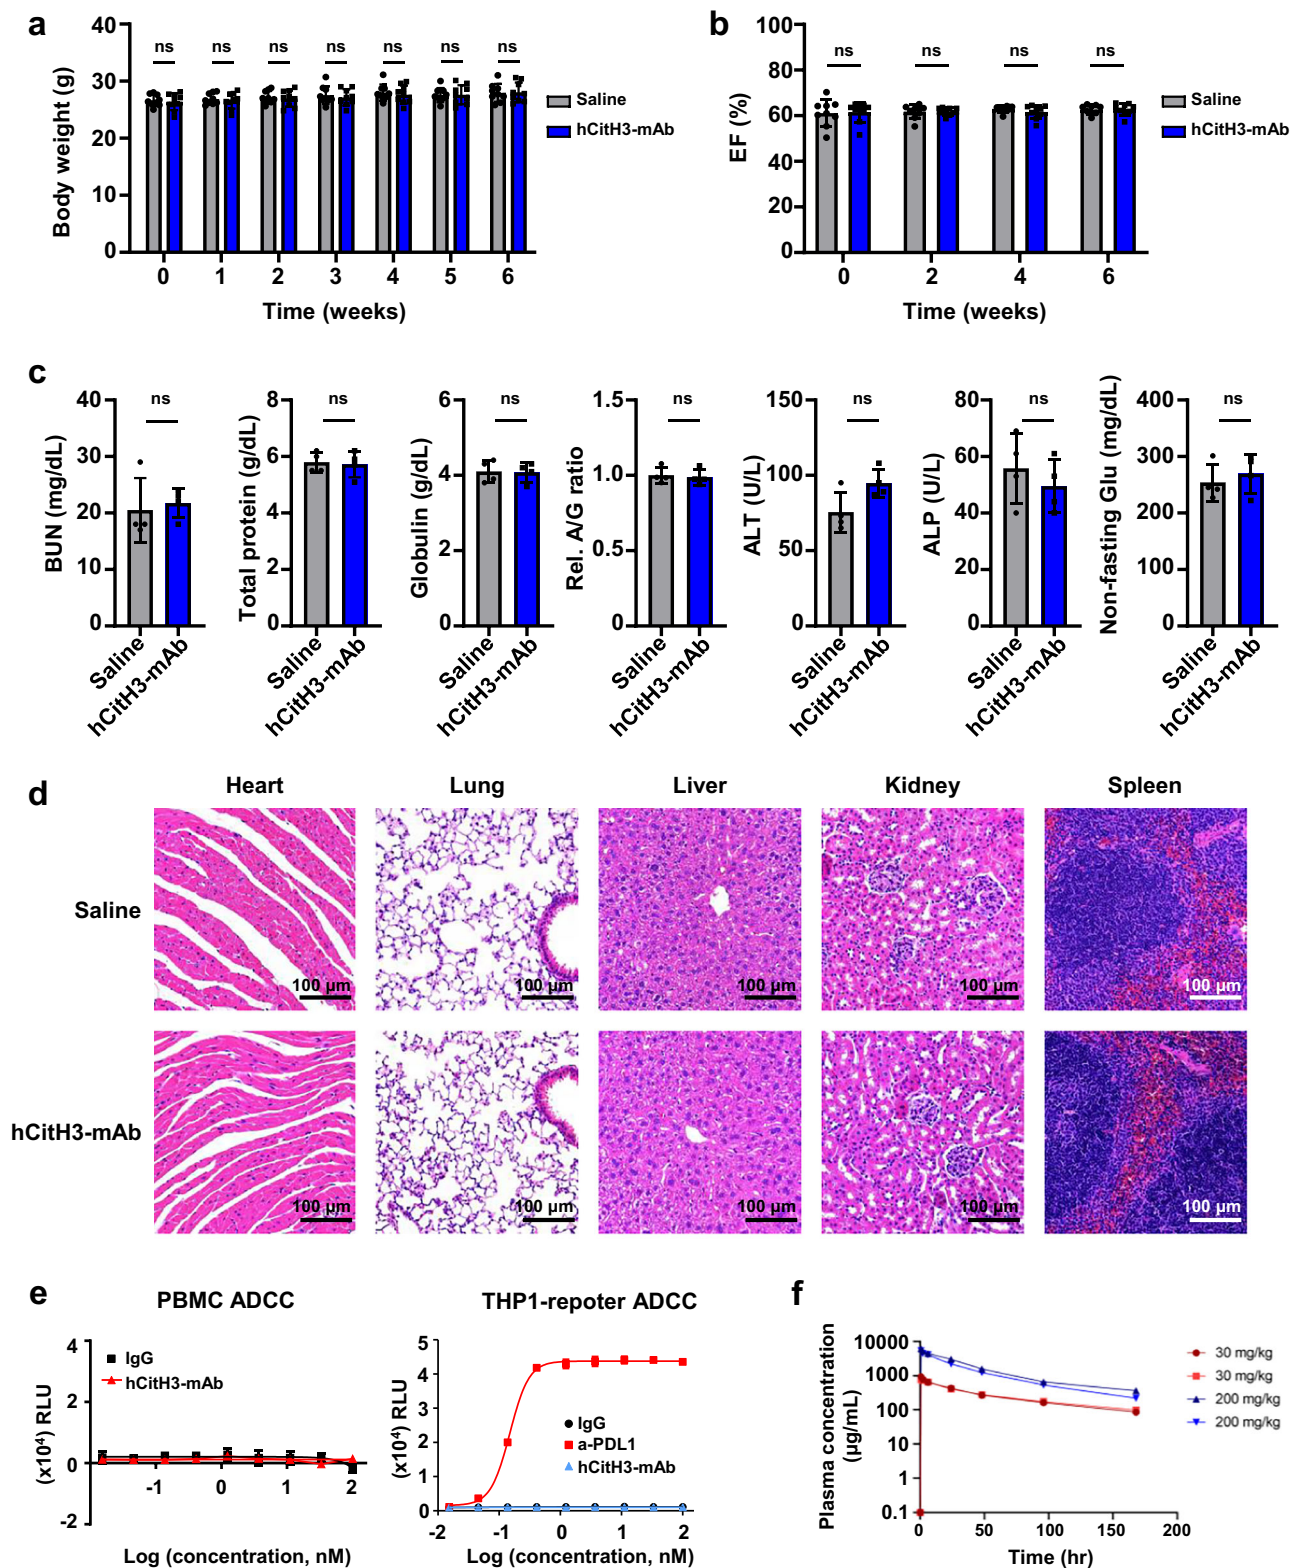 a
Body weight (g)
40
30
20
10
0
ns ns ns ns ns ns ns
0 1 2 3 4 5 6
Time (weeks)
Saline
hCitH3-mAb
b
EF (%)
100
80
60
40
20
0
ns ns ns ns
0 2 4 6
Time (weeks)
Saline
hCitH3-mAb
c
BUN (mg/dL)
40
30
20
10
0
ns
Saline
hCitH3-mAb
Total protein (g/dL)
8
6
4
2
0
ns
Saline
hCitH3-mAb
Globulin (g/dL)
6
4
2
0
ns
Saline
hCitH3-mAb
Rel. A/G ratio
1.5
1.0
0.5
0
ns
Saline
hCitH3-mAb
ALT (U/L)
150
100
50
0
ns
Saline
hCitH3-mAb
ALP (U/L)
80
60
40
20
0
ns
Saline
hCitH3-mAb
Non-fasting Glu (mg/dL)
400
300
200
100
0
ns
Saline
hCitH3-mAb
d
Heart Lung Liver Kidney Spleen
Saline
100 µm 100 µm 100 µm 100 µm 100 µm
hCitH3-mAb
100 µm 100 µm 100 µm 100 µm 100 µm
e
PBMC ADCC
(x10⁴) RLU
4
2
0
-2
IgG
hCitH3-mAb
-1 0 1 2
Log (concentration, nM)
THP1-repoter ADCC
(x10⁴) RLU
5
4
3
2
1
0
IgG
a-PDL1
hCitH3-mAb
-2 -1 0 1 2
Log (concentration, nM)
f
Plasma concentration
(µg/mL)
10000
1000
100
10
1
0.1
0 50 100 150 200
Time (hr)
30 mg/kg
30 mg/kg
200 mg/kg
200 mg/kg